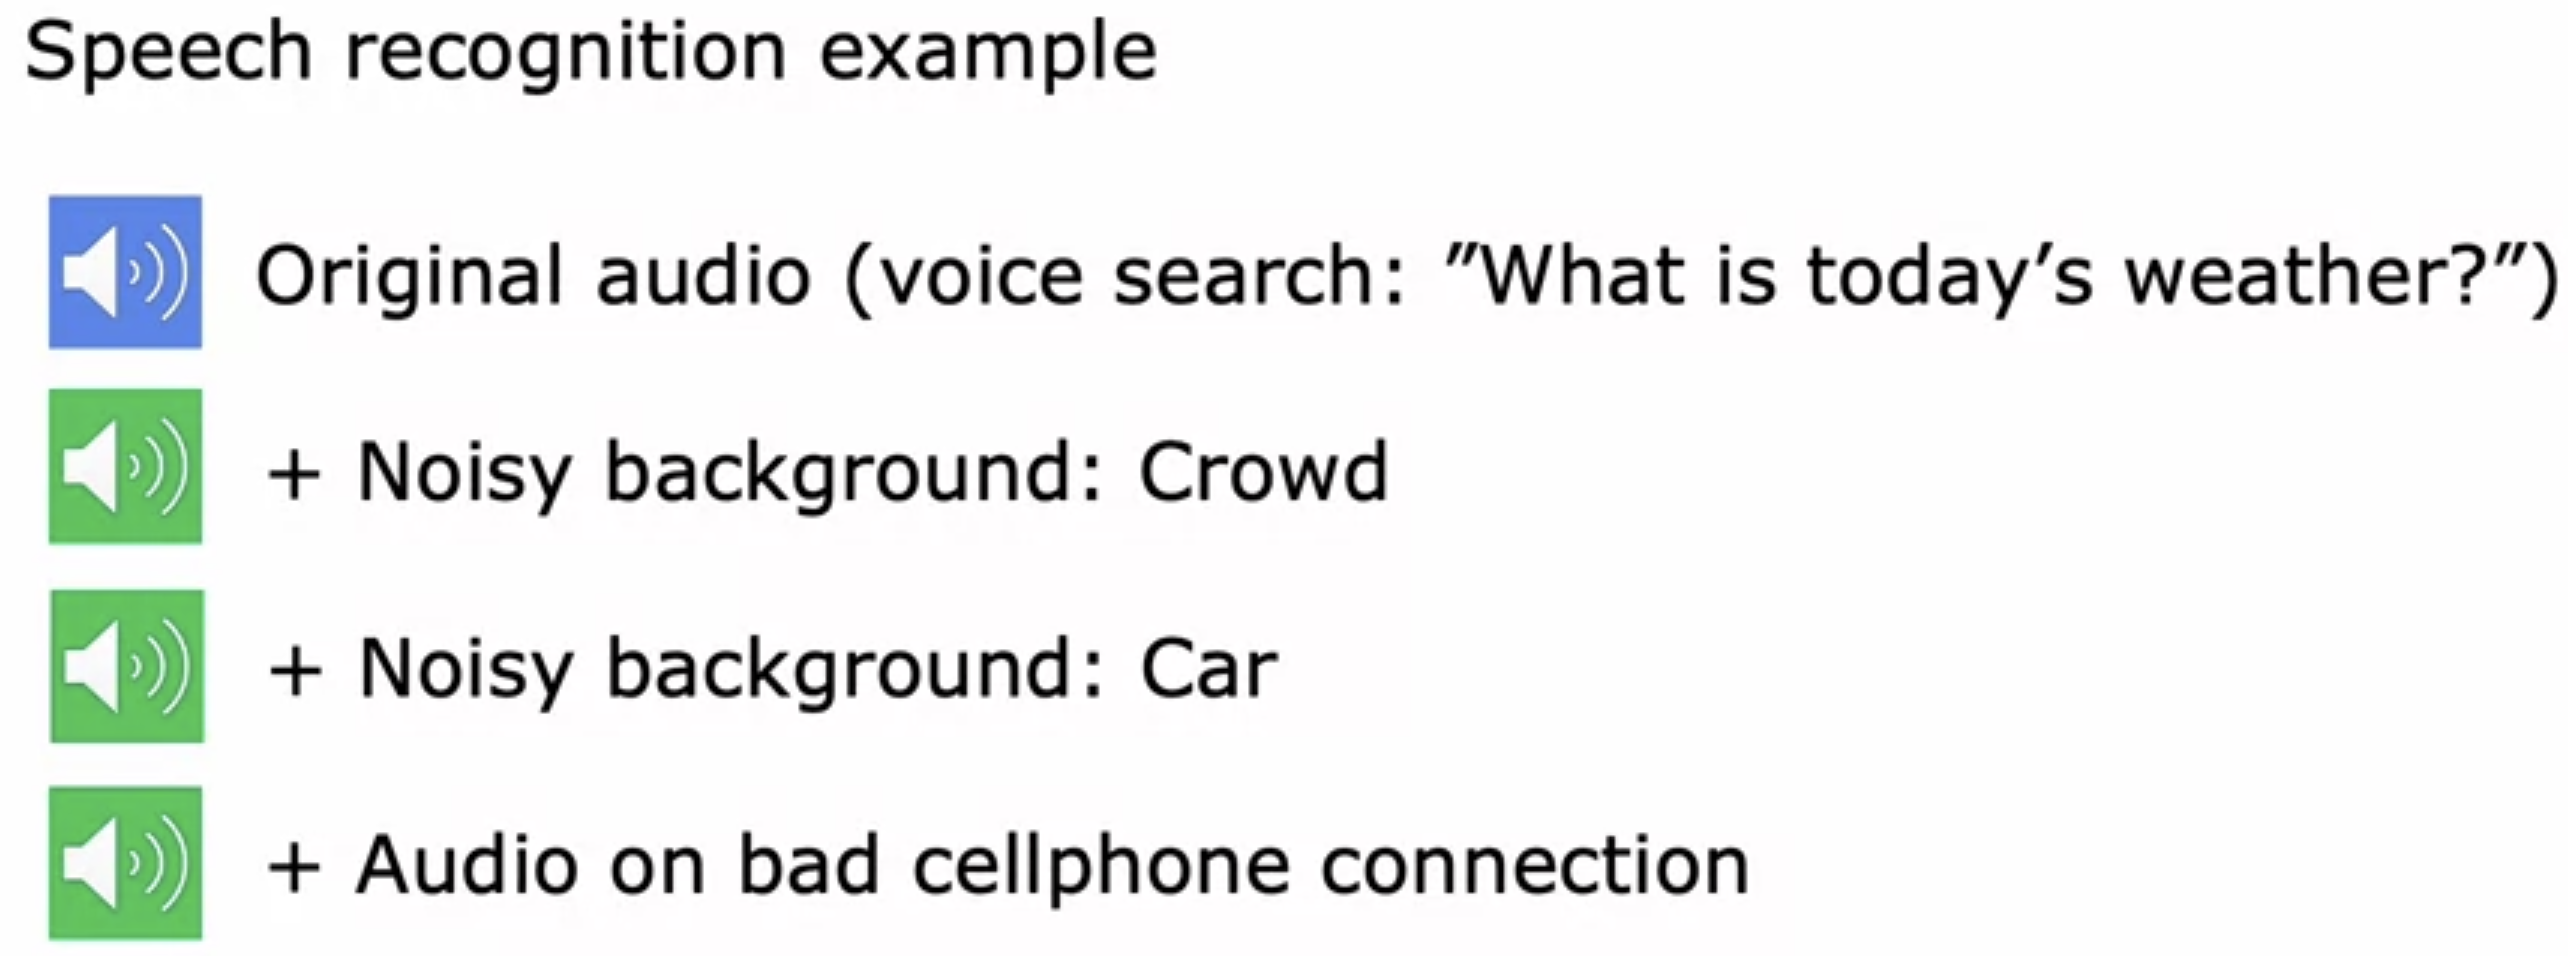 Speech recognition example
Original audio (voice search: ”What is today’s weather?”)
+ Noisy background: Crowd
+ Noisy background: Car
+ Audio on bad cellphone connection